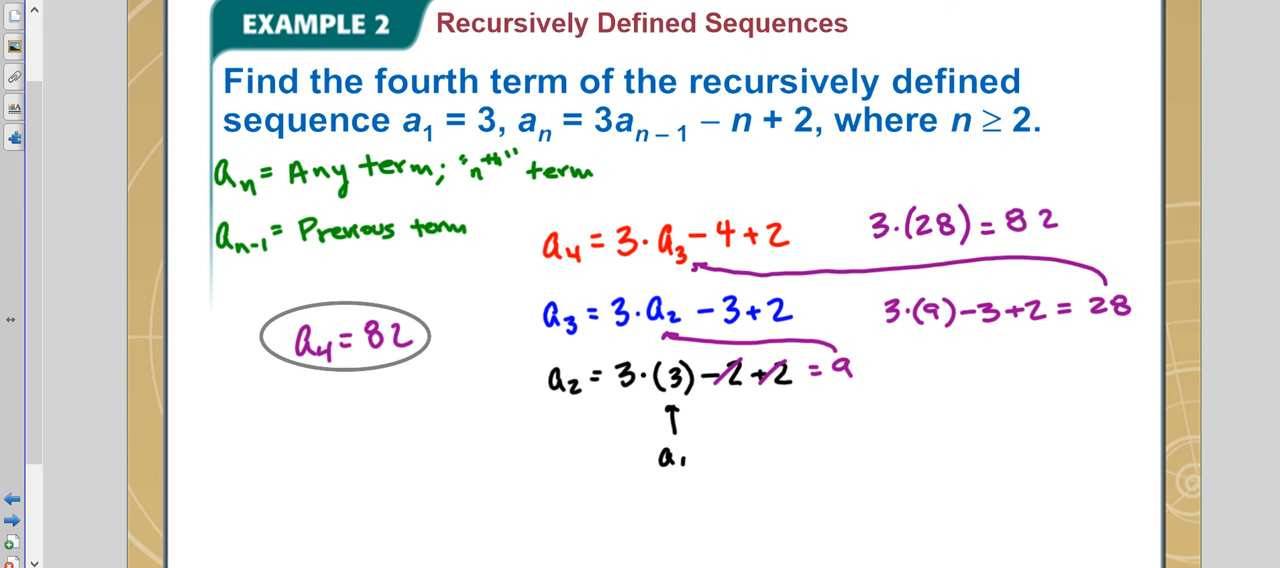 EXAMPLE 2 Recursively Defined Sequences
Find the fourth term of the recursively defined
sequence a₁ = 3, aₙ = 3aₙ₋₁ − n + 2, where n ≥ 2.
aₙ = Any term; "nᵗʰ" term
aₙ₋₁ = Previous term
a₄ = 3·a₃ − 4 + 2
3·(28) = 82
a₃ = 3·a₂ − 3 + 2
3·(9) − 3 + 2 = 28
a₄ = 82
a₂ = 3·(3) − 2 + 2 = 9
a₁